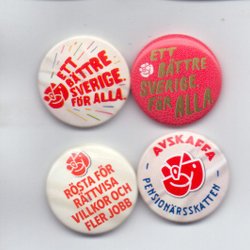 ETT
BÄTTRE
SVERIGE.
FÖR ALLA.
ETT
BÄTTRE
SVERIGE.
FÖR
ALLA.
RÖSTA FÖR
RÄTTVISA
VILLKOR OCH
FLER JOBB
AVSKAFFA
PENSIONÄRSSKATTEN